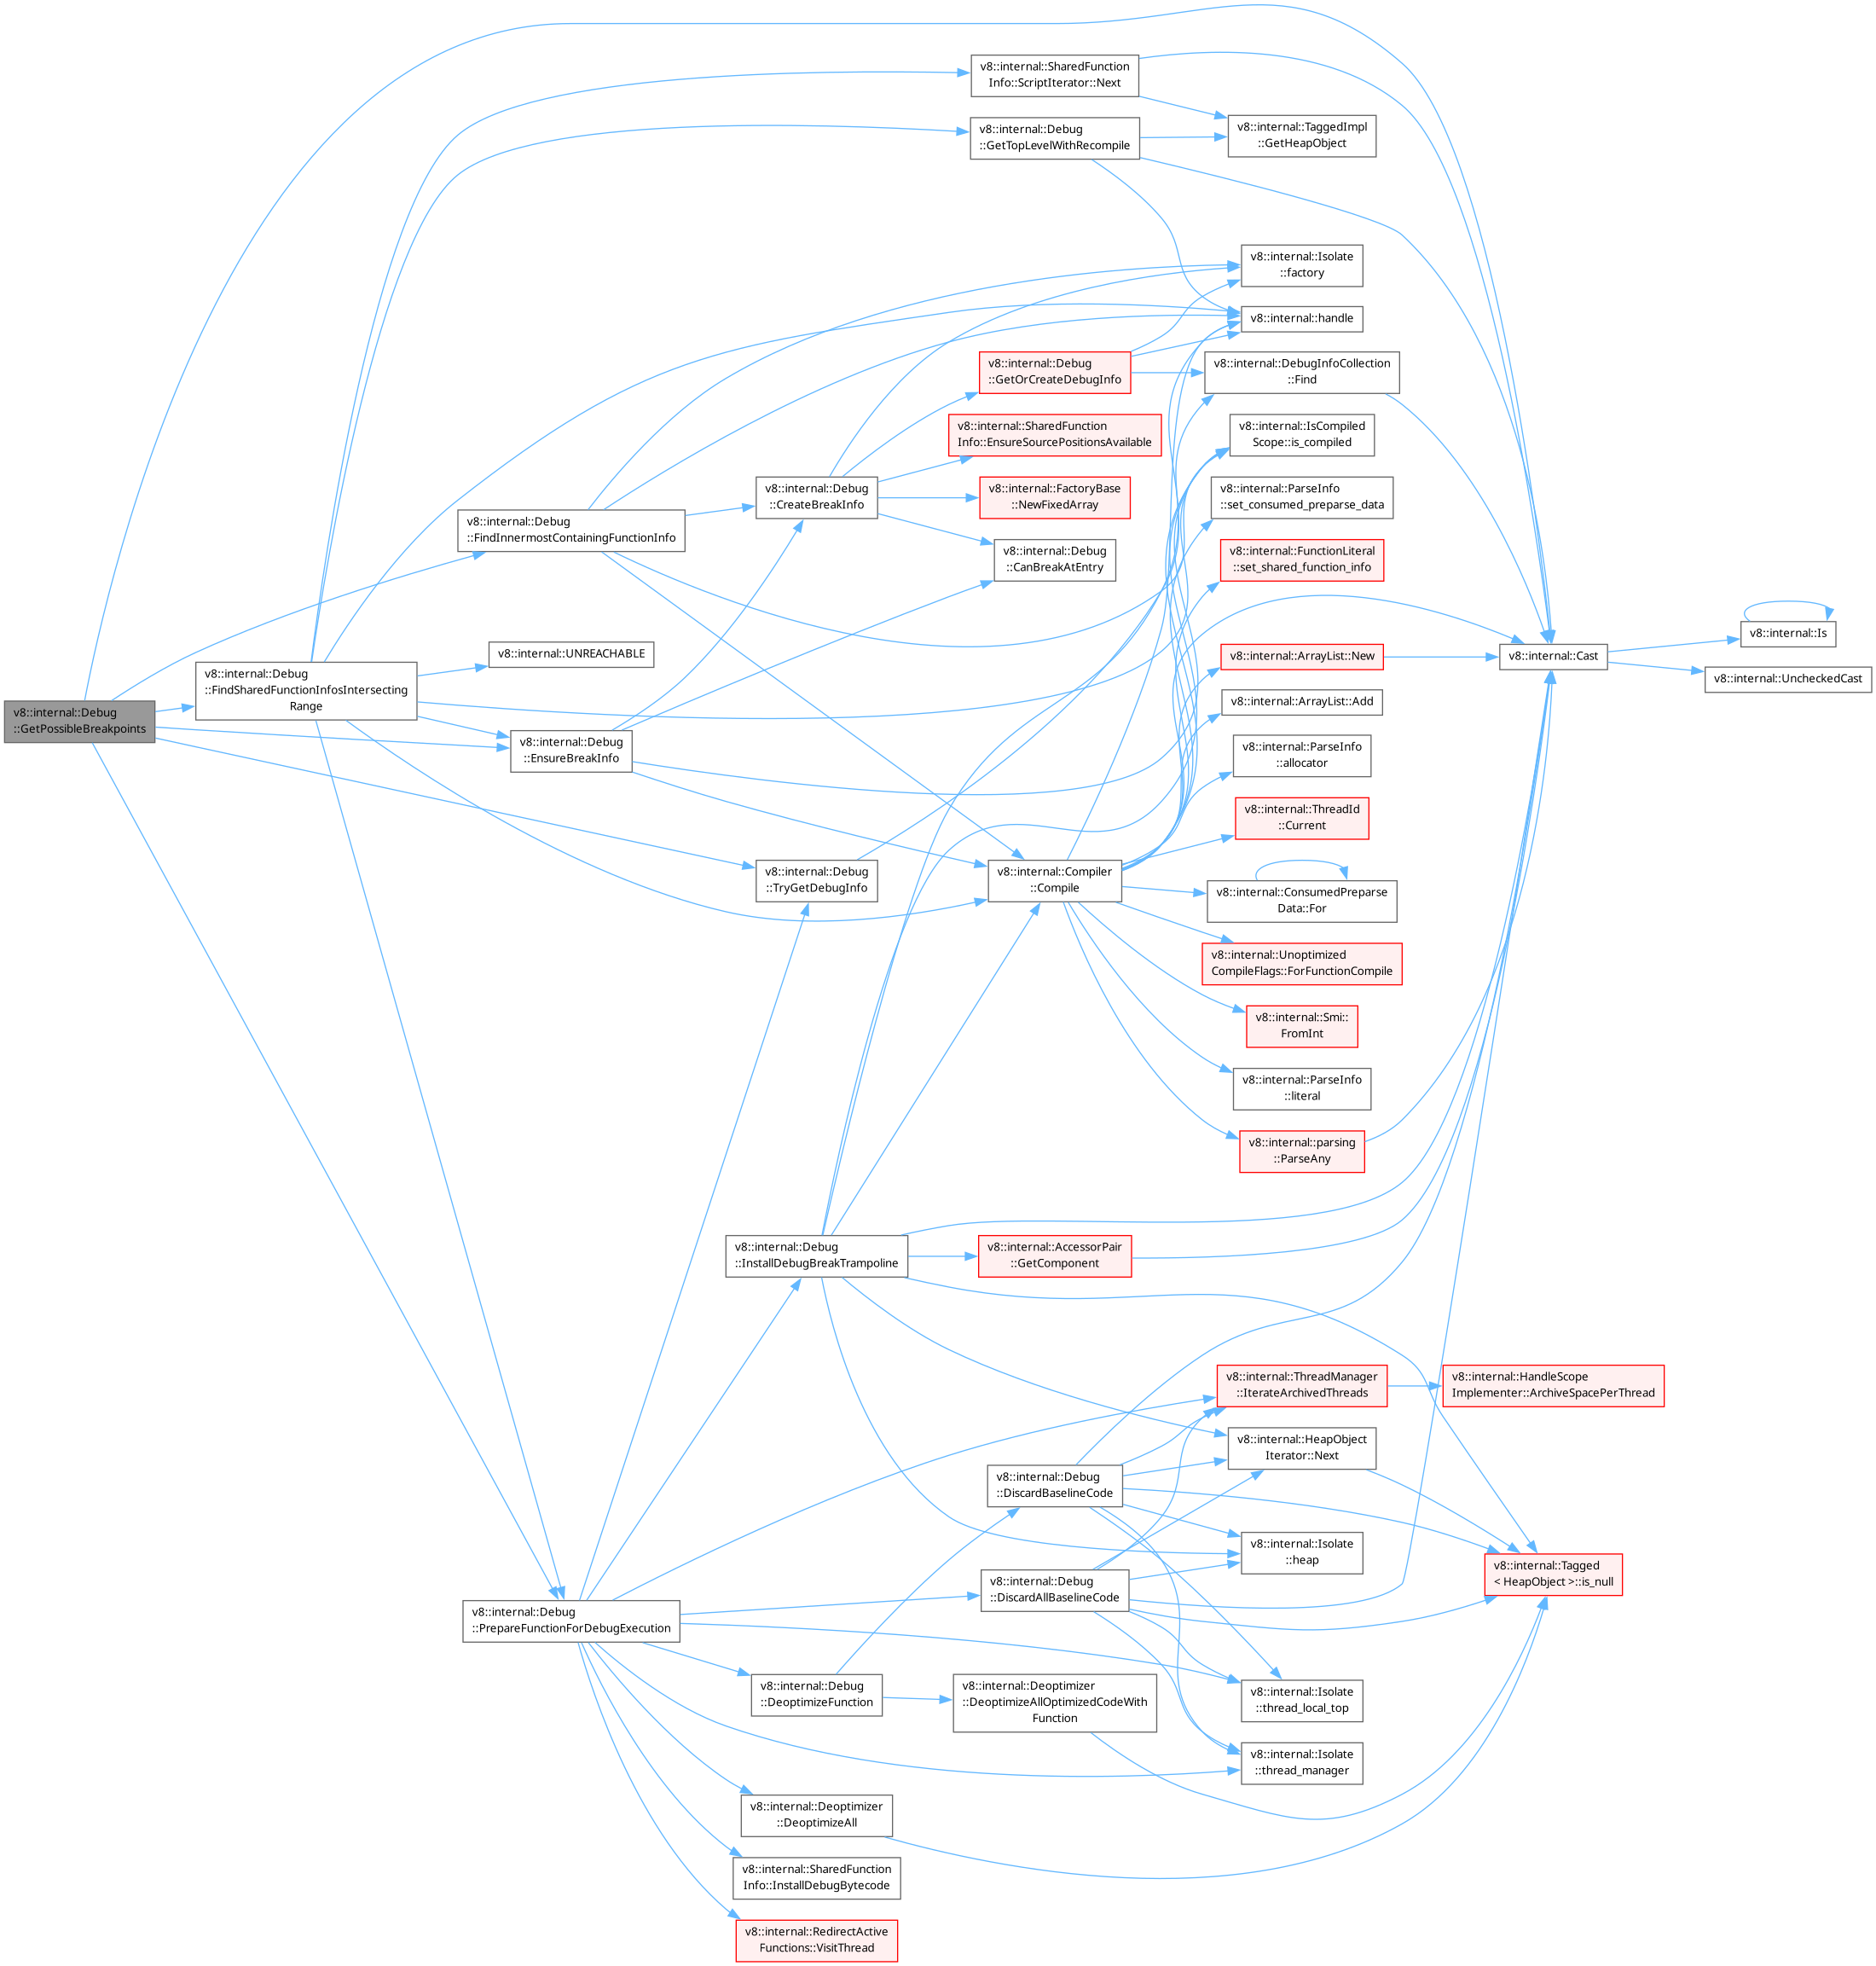 v8::internal::Debug
::GetPossibleBreakpoints
v8::internal::Debug
::FindSharedFunctionInfosIntersecting
Range
v8::internal::Debug
::FindInnermostContainingFunctionInfo
v8::internal::UNREACHABLE
v8::internal::Debug
::EnsureBreakInfo
v8::internal::Debug
::PrepareFunctionForDebugExecution
v8::internal::Debug
::CreateBreakInfo
v8::internal::Debug
::TryGetDebugInfo
v8::internal::Debug
::InstallDebugBreakTrampoline
v8::internal::Debug
::DeoptimizeFunction
v8::internal::Deoptimizer
::DeoptimizeAll
v8::internal::SharedFunction
Info::InstallDebugBytecode
v8::internal::RedirectActive
Functions::VisitThread
v8::internal::SharedFunction
Info::ScriptIterator::Next
v8::internal::Debug
::GetTopLevelWithRecompile
v8::internal::Debug
::GetOrCreateDebugInfo
v8::internal::SharedFunction
Info::EnsureSourcePositionsAvailable
v8::internal::FactoryBase
::NewFixedArray
v8::internal::Debug
::CanBreakAtEntry
v8::internal::Compiler
::Compile
v8::internal::AccessorPair
::GetComponent
v8::internal::Debug
::DiscardBaselineCode
v8::internal::Debug
::DiscardAllBaselineCode
v8::internal::Deoptimizer
::DeoptimizeAllOptimizedCodeWith
Function
v8::internal::TaggedImpl
::GetHeapObject
v8::internal::Isolate
::factory
v8::internal::handle
v8::internal::DebugInfoCollection
::Find
v8::internal::IsCompiled
Scope::is_compiled
v8::internal::ParseInfo
::set_consumed_preparse_data
v8::internal::FunctionLiteral
::set_shared_function_info
v8::internal::ArrayList::New
v8::internal::ArrayList::Add
v8::internal::ParseInfo
::allocator
v8::internal::ThreadId
::Current
v8::internal::ConsumedPreparse
Data::For
v8::internal::Unoptimized
CompileFlags::ForFunctionCompile
v8::internal::Smi::
FromInt
v8::internal::ParseInfo
::literal
v8::internal::parsing
::ParseAny
v8::internal::ThreadManager
::IterateArchivedThreads
v8::internal::HeapObject
Iterator::Next
v8::internal::Isolate
::heap
v8::internal::Isolate
::thread_local_top
v8::internal::Isolate
::thread_manager
v8::internal::Cast
v8::internal::HandleScope
Implementer::ArchiveSpacePerThread
v8::internal::Tagged
< HeapObject >::is_null
v8::internal::Is
v8::internal::UncheckedCast